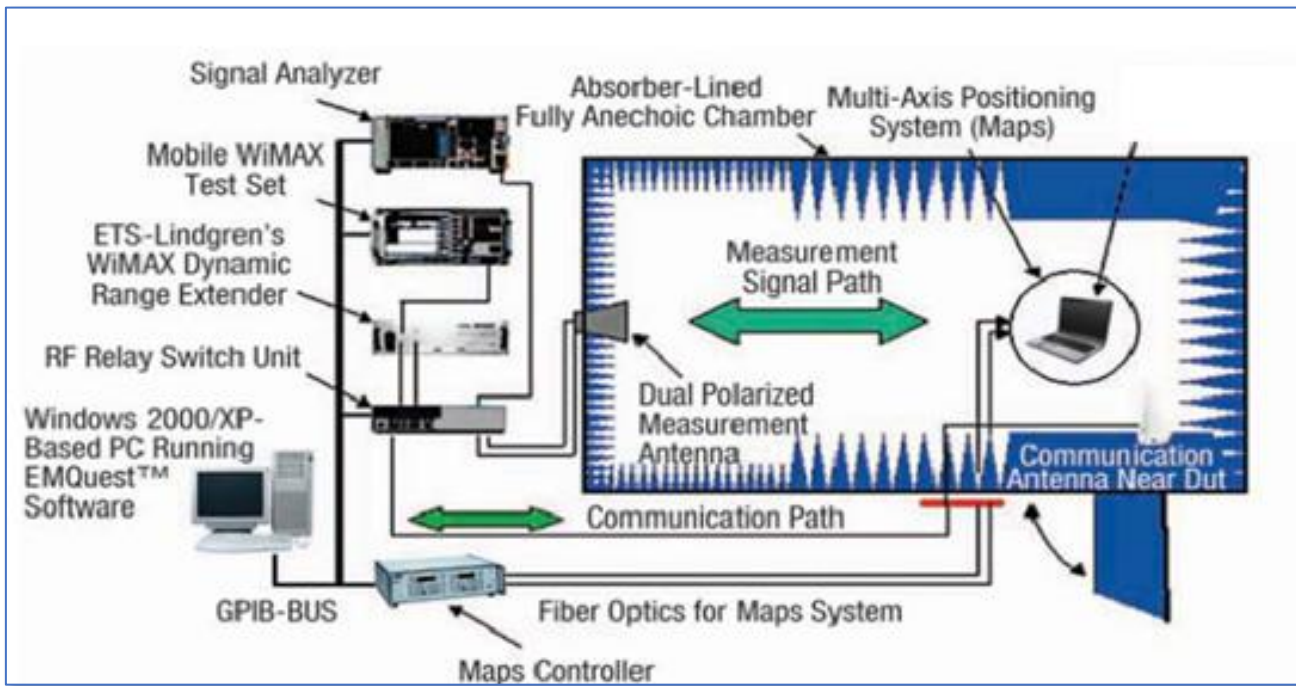 Signal Analyzer
Mobile WiMAX
Test Set
ETS-Lindgren's
WiMAX Dynamic
Range Extender
RF Relay Switch Unit
Windows 2000/XP-
Based PC Running
EMQuest™
Software
GPIB-BUS
Maps Controller
Fiber Optics for Maps System
Communication Path
Absorber-Lined
Fully Anechoic Chamber
Multi-Axis Positioning
System (Maps)
Measurement
Signal Path
Dual Polarized
Measurement
Antenna
Communication
Antenna Near Dut